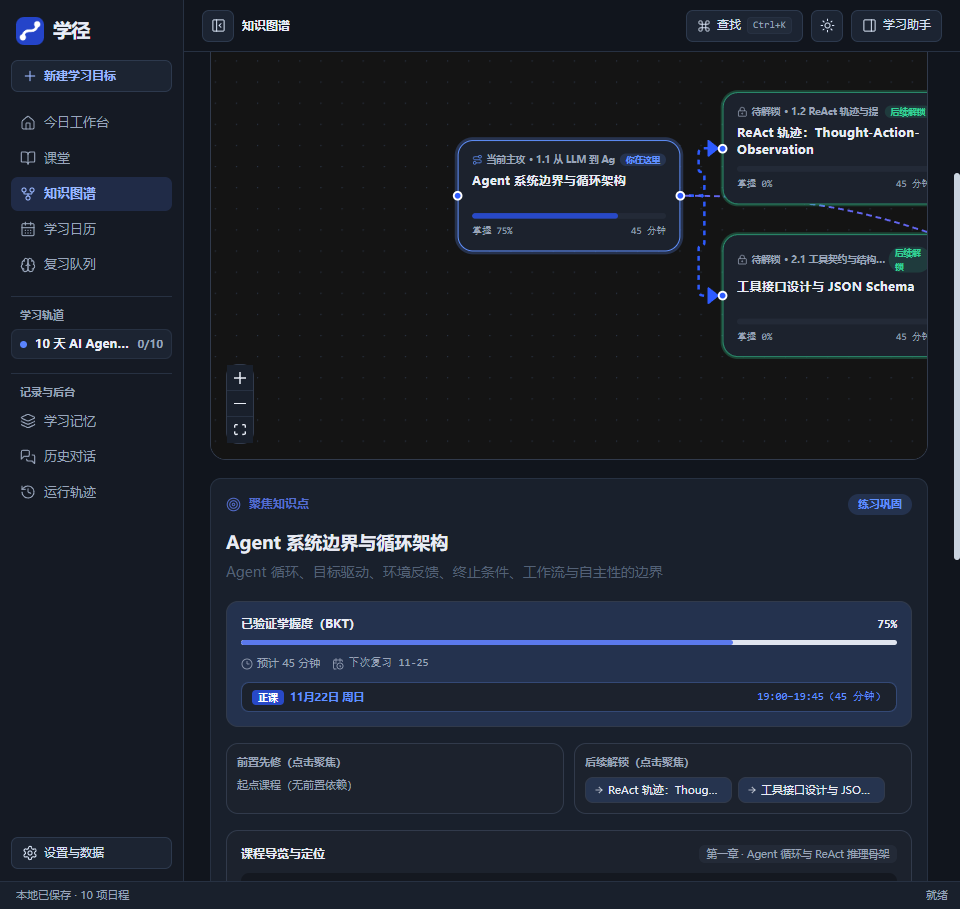 学径
新建学习目标
今日工作台
课堂
知识图谱
学习日历
复习队列
学习轨道
10 天 AI Agen... 0/10
记录与后台
学习记忆
历史对话
运行轨迹
设置与数据
本地已保存 · 10 项日程
就绪
知识图谱
查找 Ctrl+K
学习助手
当前主攻 • 1.1 从 LLM 到 Ag 你在这里
Agent 系统边界与循环架构
掌握 75% 45 分钟
待解锁 • 1.2 ReAct 轨迹与提 后续解锁
ReAct 轨迹：Thought-Action-
Observation
掌握 0% 45 分钟
待解锁 • 2.1 工具契约与结构... 后续解
锁
工具接口设计与 JSON Schema
掌握 0% 45 分钟
聚焦知识点
练习巩固
Agent 系统边界与循环架构
Agent 循环、目标驱动、环境反馈、终止条件、工作流与自主性的边界
已验证掌握度（BKT） 75%
预计 45 分钟 下次复习 11-25
正课 11月22日 周日 19:00–19:45（45 分钟）
前置先修（点击聚焦）
起点课程（无前置依赖）
后续解锁（点击聚焦）
→ ReAct 轨迹：Thoug... → 工具接口设计与 JSO...
课程导览与定位
第一章 · Agent 循环与 ReAct 推理骨架